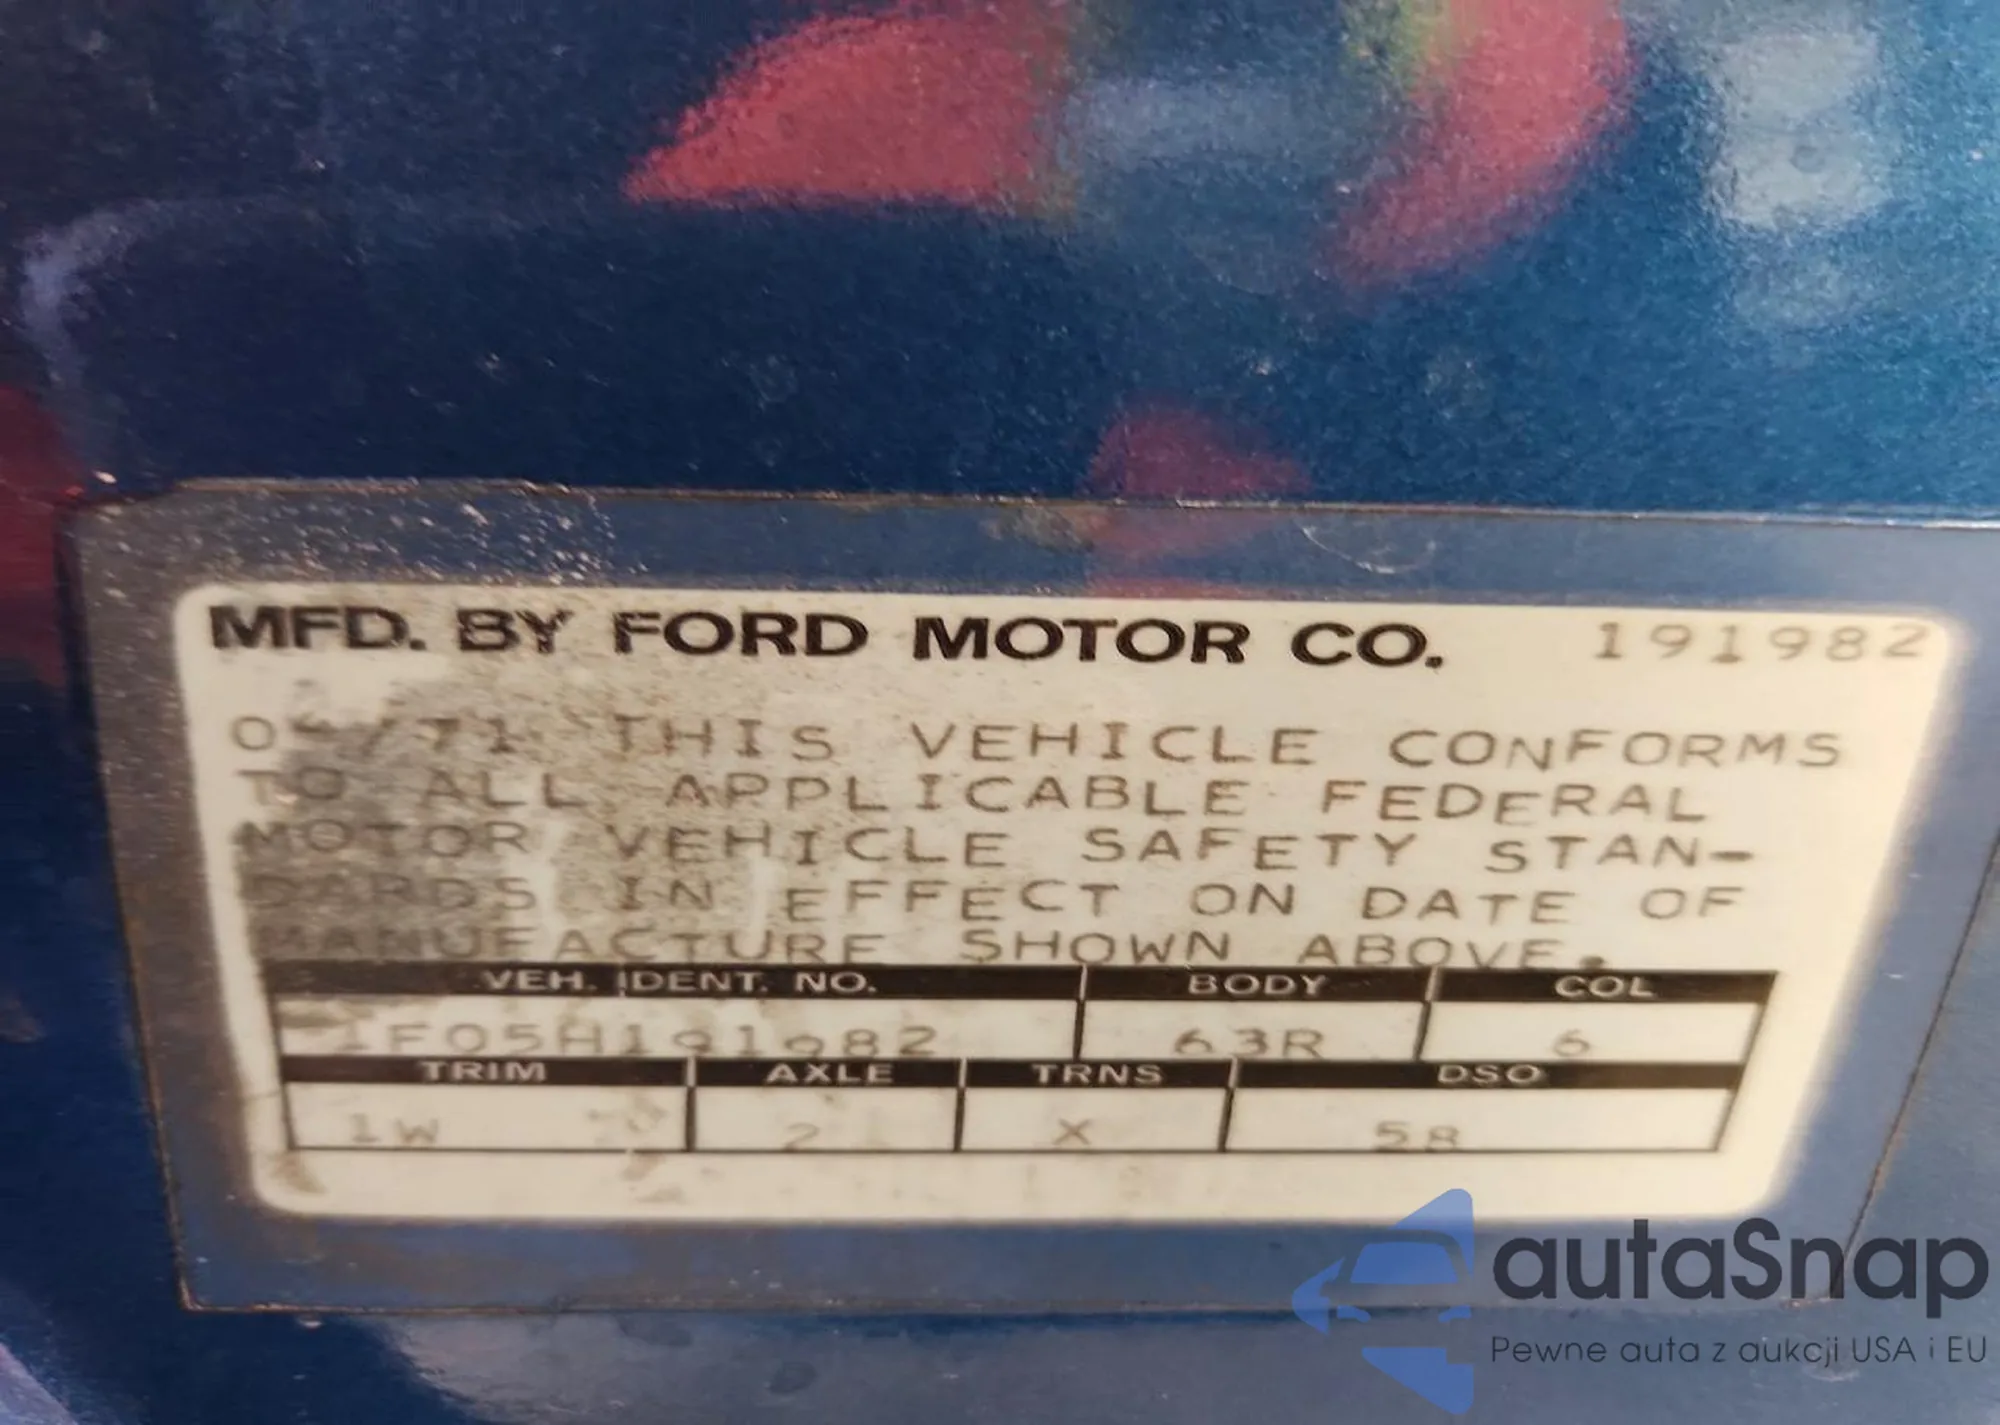 MFD. BY FORD MOTOR CO. 191982
/71 THIS VEHICLE CONFORMS
TO ALL APPLICABLE FEDERAL
MOTOR VEHICLE SAFETY STAN-
DARDS IN EFFECT ON DATE OF
MANUFACTURE SHOWN ABOVE.
VEH. IDENT. NO. BODY COL
1F05H191982 63R 6
TRIM AXLE TRNS DSO
1W 2 X 58
autaSnap
Pewne auta z aukcji USA i EU